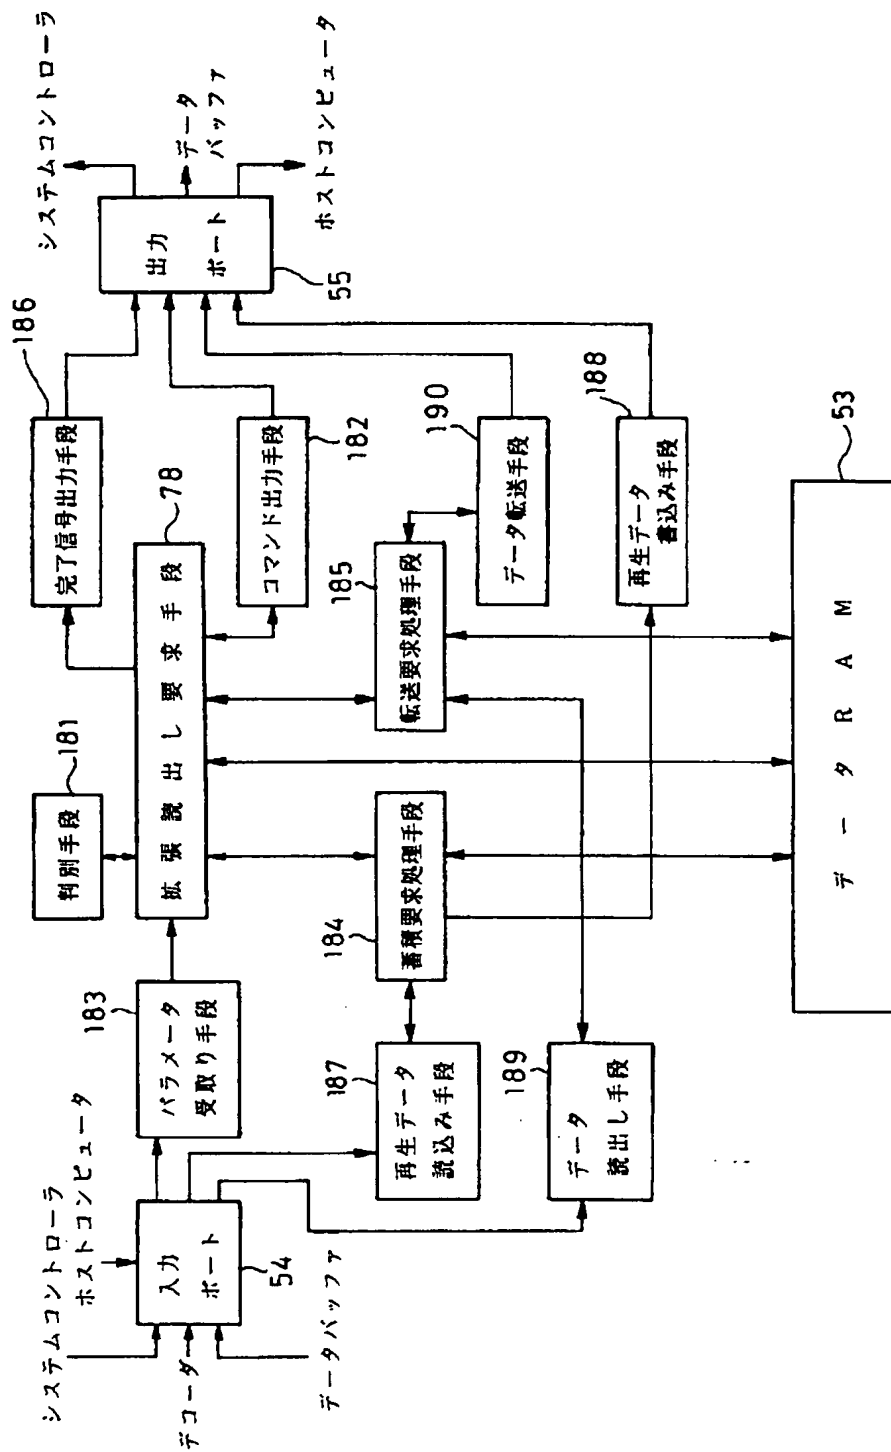 システムコントローラ
ホストコンピュータ
デコーダ
データバッファ
入力
ポート
54
パラメータ
受取り手段
183
判別手段
181
拡張読出し要求手段
78
完了信号出力手段
186
コマンド出力手段
182
出力
ポート
55
システムコントローラ
データ
バッファ
ホストコンピュータ
再生データ
読込み手段
187
蓄積要求処理手段
184
転送要求処理手段
185
データ転送手段
190
データ
読出し手段
189
再生データ
書込み手段
188
データRAM
53